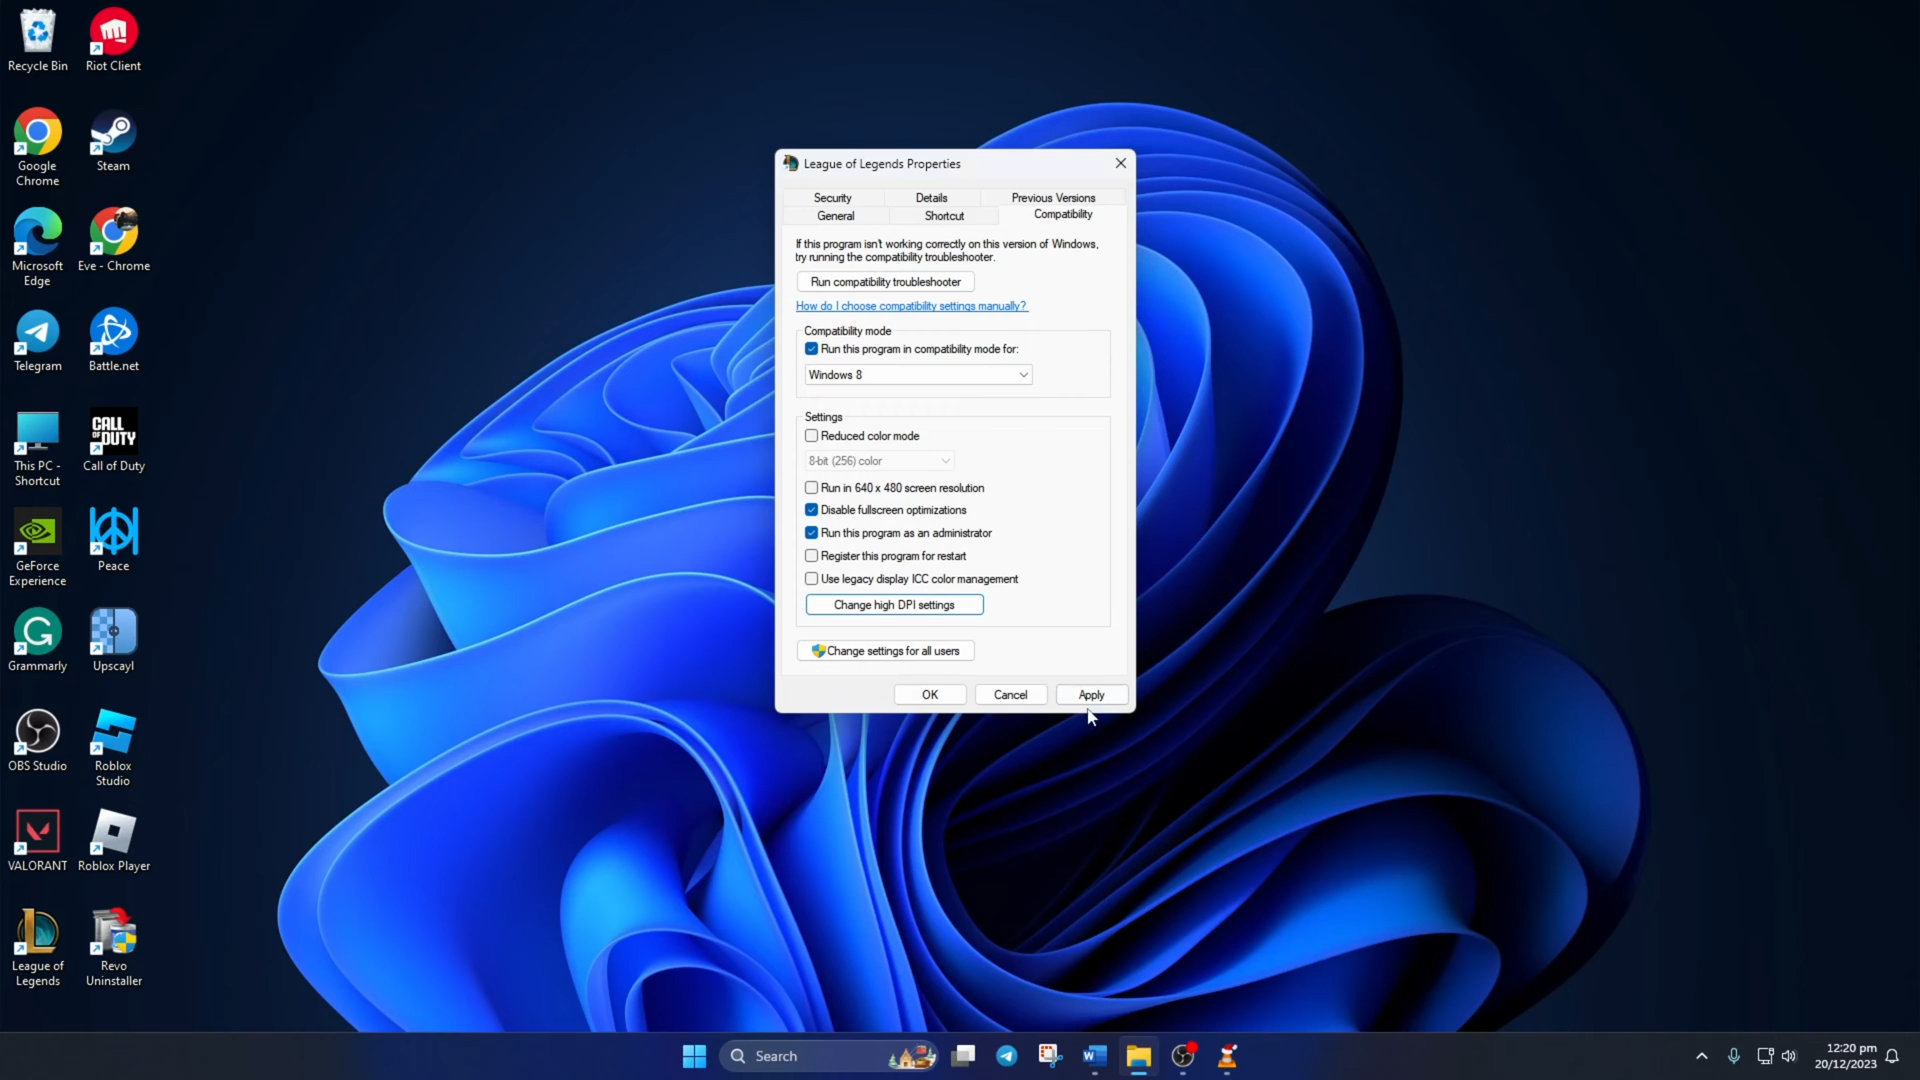 Recycle Bin
Riot Client
Google
Chrome
Steam
Microsoft
Edge
Eve - Chrome
Telegram
Battle.net
This PC -
Shortcut
CALL
OF DUTY
Call of Duty
GeForce
Experience
Peace
Grammarly
Upscayl
OBS Studio
Roblox
Studio
VALORANT
Roblox Player
League of
Legends
Revo
Uninstaller
League of Legends Properties
Security
Details
Previous Versions
General
Shortcut
Compatibility
If this program isn't working correctly on this version of Windows,
try running the compatibility troubleshooter.
Run compatibility troubleshooter
How do I choose compatibility settings manually?
Compatibility mode
Run this program in compatibility mode for:
Windows 8
Settings
Reduced color mode
8-bit (256) color
Run in 640 x 480 screen resolution
Disable fullscreen optimizations
Run this program as an administrator
Register this program for restart
Use legacy display ICC color management
Change high DPI settings
Change settings for all users
OK
Cancel
Apply
Search
12:20 pm
20/12/2023